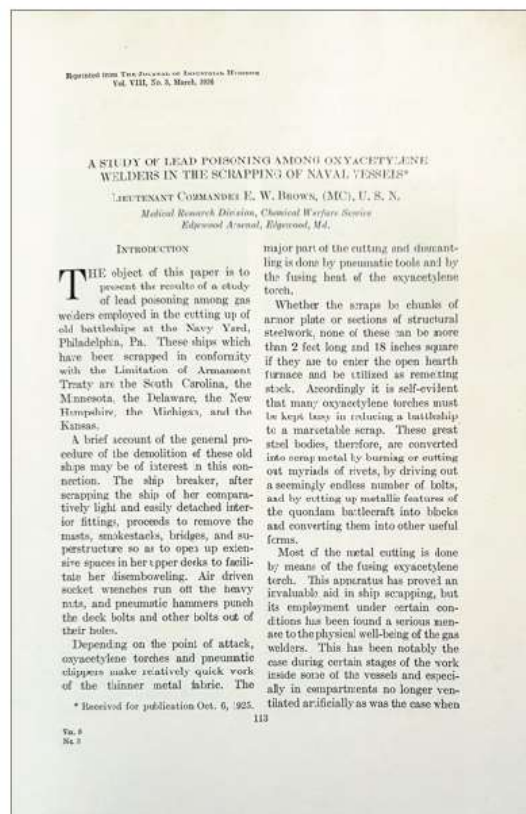 Reprinted from THE JOURNAL OF INDUSTRIAL HYGIENE
Vol. VIII, No. 3, March, 1926
A STUDY OF LEAD POISONING AMONG OXYACETYLENE
WELDERS IN THE SCRAPPING OF NAVAL VESSELS*
LIEUTENANT COMMANDER E. W. BROWN, (MC), U. S. N.
Medical Research Division, Chemical Warfare Service
Edgewood Arsenal, Edgewood, Md.
INTRODUCTION
THE object of this paper is to
present the results of a study
of lead poisoning among gas
welders employed in the cutting up of
old battleships at the Navy Yard,
Philadelphia, Pa. These ships which
have been scrapped in conformity
with the Limitation of Armament
Treaty are the South Carolina, the
Minnesota, the Delaware, the New
Hampshire, the Michigan, and the
Kansas.
A brief account of the general pro-
cedure of the demolition of these old
ships may be of interest in this con-
nection. The ship breaker, after
scrapping the ship of her compara-
tively light and easily detached inter-
ior fittings, proceeds to remove the
masts, smokestacks, bridges, and su-
perstructure so as to open up exten-
sive spaces in her upper decks to facili-
tate her disemboweling. Air driven
socket wrenches run off the heavy
nuts, and pneumatic hammers punch
the deck bolts and other bolts out of
their holes.
Depending on the point of attack,
oxyacetylene torches and pneumatic
chippers make relatively quick work
of the thinner metal fabric. The
* Received for publication Oct. 6, 1925.
major part of the cutting and dismant-
ling is done by pneumatic tools and by
the fusing heat of the oxyacetylene
torch.
Whether the scraps be chunks of
armor plate or sections of structural
steelwork, none of these can be more
than 2 feet long and 18 inches square
if they are to enter the open hearth
furnace and be utilized as remelting
stock. Accordingly it is self-evident
that many oxyacetylene torches must
be kept busy in reducing a battleship
to a marketable scrap. These great
steel bodies, therefore, are converted
into scrap metal by burning or cutting
out myriads of rivets, by driving out
a seemingly endless number of bolts,
and by cutting up metallic features of
the quondam battlecraft into blocks
and converting them into other useful
forms.
Most of the metal cutting is done
by means of the fusing oxyacetylene
torch. This apparatus has proved an
invaluable aid in ship scrapping, but
its employment under certain con-
ditions has been found a serious men-
ace to the physical well-being of the gas
welders. This has been notably the
case during certain stages of the work
inside some of the vessels and especi-
ally in compartments no longer ven-
tilated artificially as was the case when
113
Vol. 8
No. 3